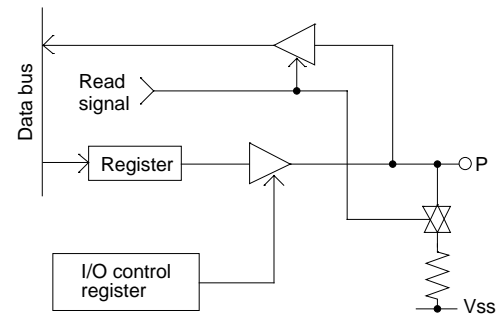 Data bus
Read
signal
Register
P
I/O control
register
Vss